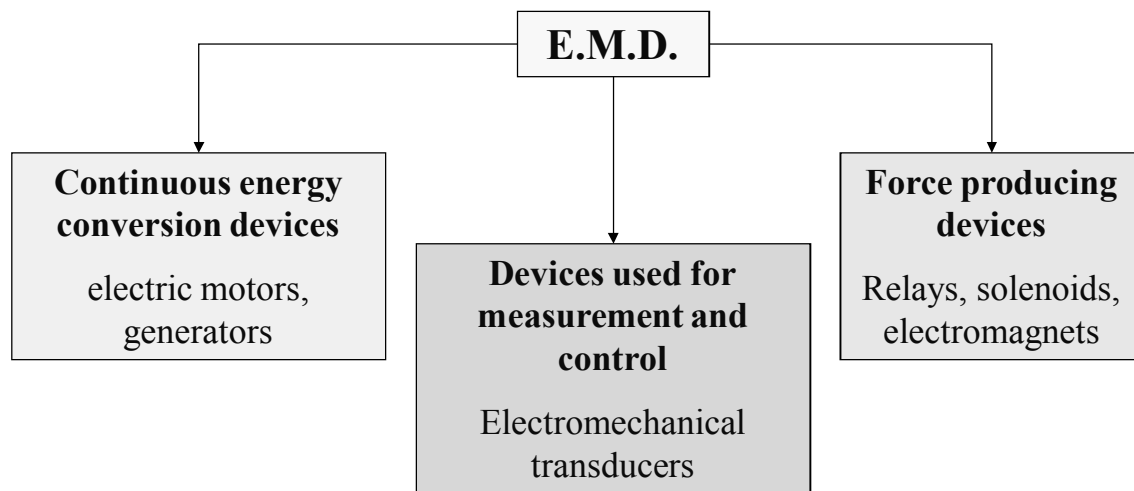 E.M.D.
Continuous energy
conversion devices
electric motors,
generators
Devices used for
measurement and
control
Electromechanical
transducers
Force producing
devices
Relays, solenoids,
electromagnets